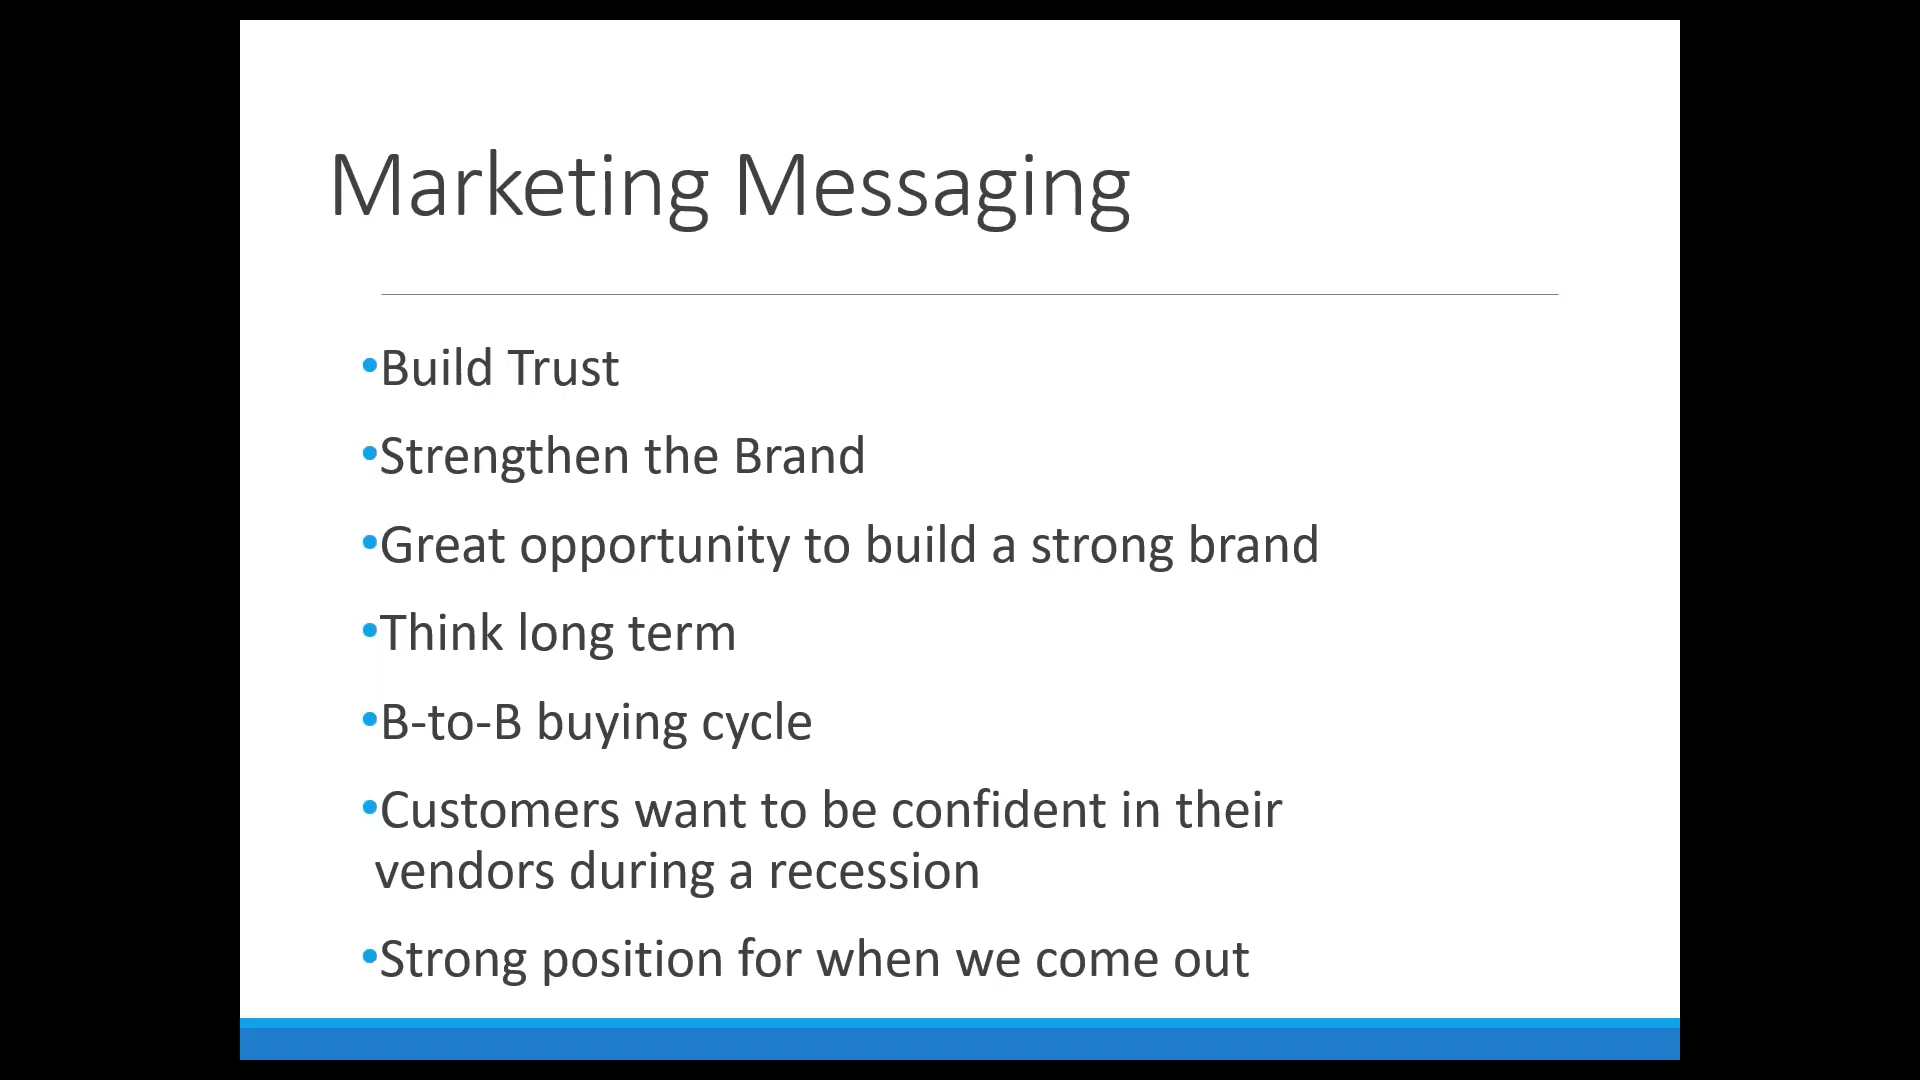 Marketing Messaging
•Build Trust
•Strengthen the Brand
•Great opportunity to build a strong brand
•Think long term
•B-to-B buying cycle
•Customers want to be confident in their
vendors during a recession
•Strong position for when we come out